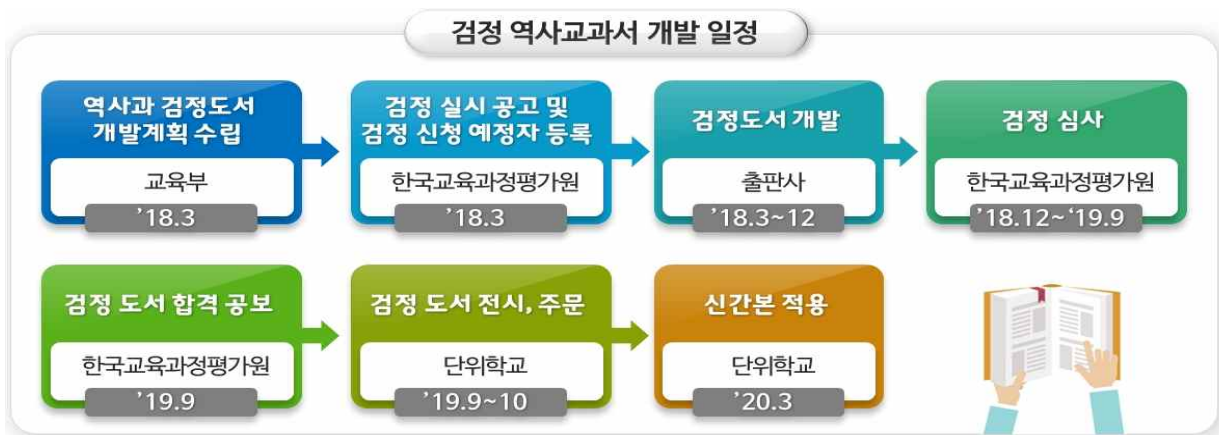 검정 역사교과서 개발 일정
역사과 검정도서
개발계획 수립
교육부
’18.3
검정 실시 공고 및
검정 신청 예정자 등록
한국교육과정평가원
’18.3
검정도서 개발
출판사
’18.3~12
검정 심사
한국교육과정평가원
’18.12~‘19.9
검정 도서 합격 공보
한국교육과정평가원
’19.9
검정 도서 전시, 주문
단위학교
’19.9~10
신간본 적용
단위학교
’20.3